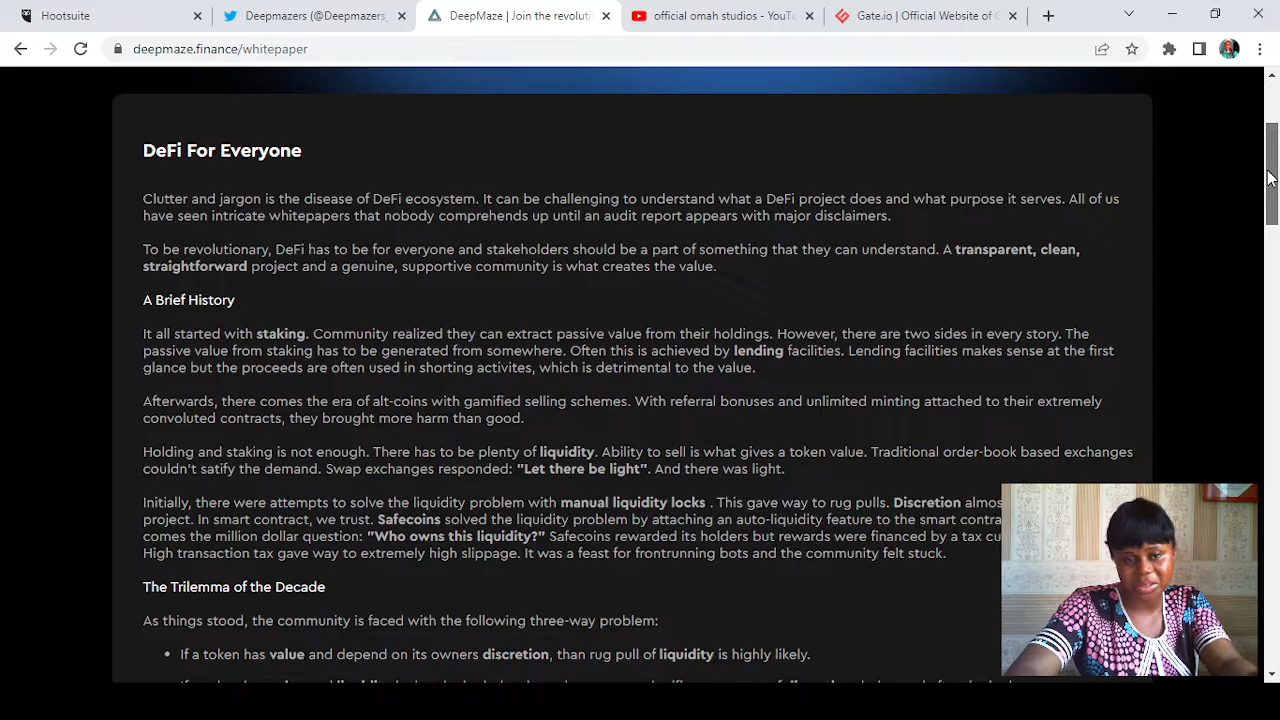 Hootsuite
Deepmazers (@Deepmazers_
DeepMaze | Join the revoluti
official omah studios - YouTu
Gate.io | Official Website of G
deepmaze.finance/whitepaper
DeFi For Everyone
Clutter and jargon is the disease of DeFi ecosystem. It can be challenging to understand what a DeFi project does and what purpose it serves. All of us
have seen intricate whitepapers that nobody comprehends up until an audit report appears with major disclaimers.
To be revolutionary, DeFi has to be for everyone and stakeholders should be a part of something that they can understand. A transparent, clean,
straightforward project and a genuine, supportive community is what creates the value.
A Brief History
It all started with staking. Community realized they can extract passive value from their holdings. However, there are two sides in every story. The
passive value from staking has to be generated from somewhere. Often this is achieved by lending facilities. Lending facilities makes sense at the first
glance but the proceeds are often used in shorting activites, which is detrimental to the value.
Afterwards, there comes the era of alt-coins with gamified selling schemes. With referral bonuses and unlimited minting attached to their extremely
convoluted contracts, they brought more harm than good.
Holding and staking is not enough. There has to be plenty of liquidity. Ability to sell is what gives a token value. Traditional order-book based exchanges
couldn't satify the demand. Swap exchanges responded: "Let there be light". And there was light.
Initially, there were attempts to solve the liquidity problem with manual liquidity locks . This gave way to rug pulls. Discretion almos
project. In smart contract, we trust. Safecoins solved the liquidity problem by attaching an auto-liquidity feature to the smart contra
comes the million dollar question: "Who owns this liquidity?" Safecoins rewarded its holders but rewards were financed by a tax cu
High transaction tax gave way to extremely high slippage. It was a feast for frontrunning bots and the community felt stuck.
The Trilemma of the Decade
As things stood, the community is faced with the following three-way problem:
• If a token has value and depend on its owners discretion, than rug pull of liquidity is highly likely.